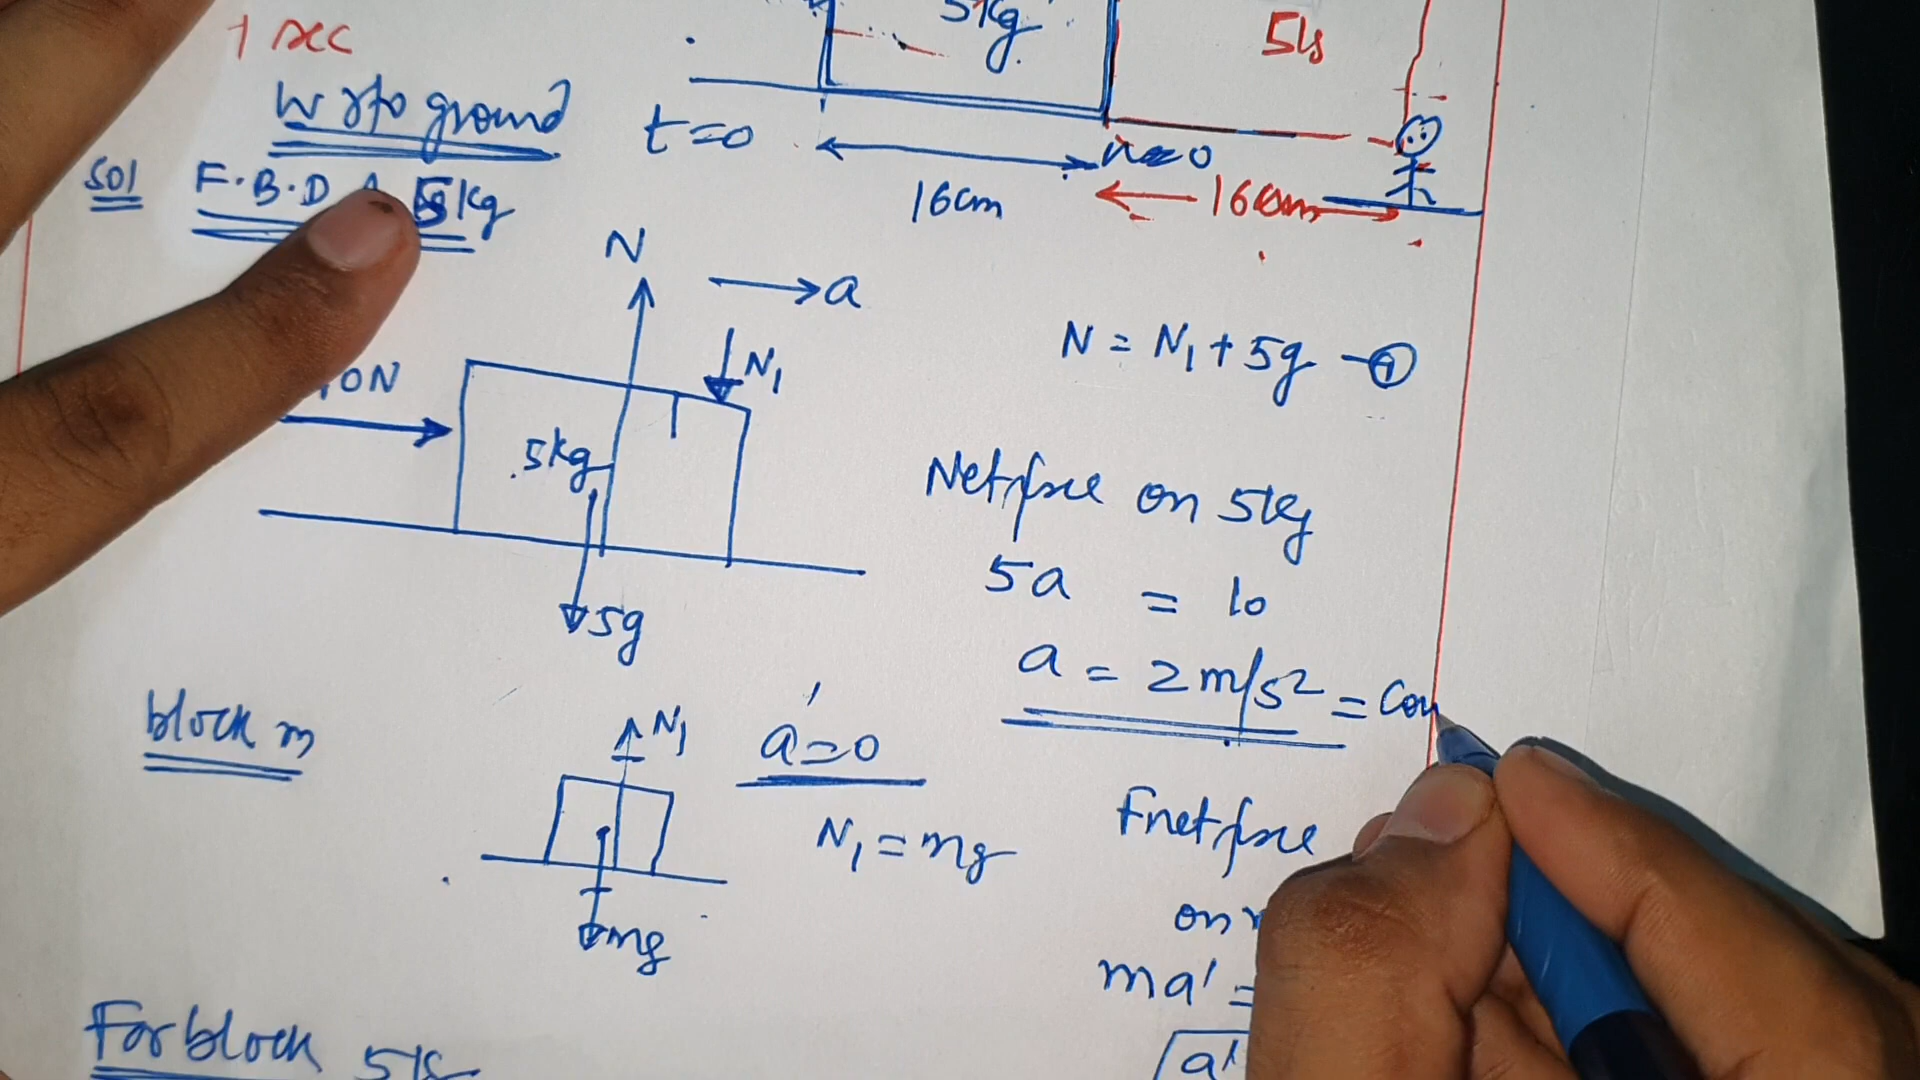 1 sec
5kg
5kg
w.r.to ground
t=0
x=0
16cm
16cm
Sol
F.B.D 5kg
N
a
N1
10N
5kg
5g
N = N1 + 5g - 1
Net force on 5kg
5a = 10
a = 2m/s² = Con
block m
N1
a'=0
N1 = mg
mg
Fnet force
on
ma' =
a'
For block 5k